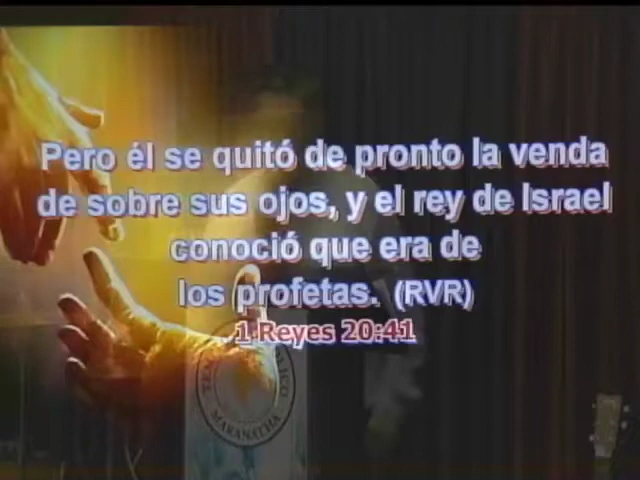 Pero él se quitó de pronto la venda
de sobre sus ojos, y el rey de Israel
conoció que era de
los profetas. (RVR)
1 Reyes 20:41
MARANATHA